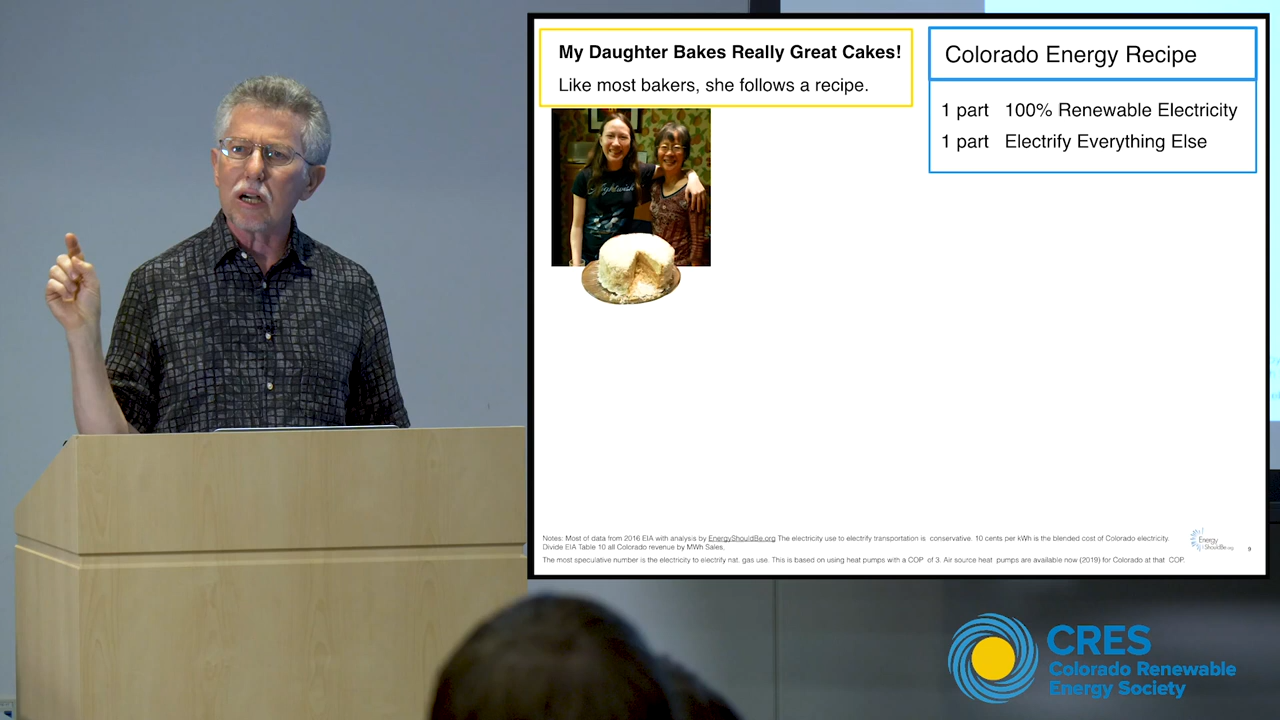 My Daughter Bakes Really Great Cakes!
Like most bakers, she follows a recipe.
Colorado Energy Recipe
1 part 100% Renewable Electricity
1 part Electrify Everything Else
Nightwish
Notes: Most of data from 2016 EIA with analysis by EnergyShouldBe.org The electricity use to electrify transportation is conservative. 10 cents per kWh is the blended cost of Colorado electricity.
Divide EIA Table 10 all Colorado revenue by MWh Sales.
The most speculative number is the electricity to electrify nat. gas use. This is based on using heat pumps with a COP of 3. Air source heat pumps are available now (2019) for Colorado at that COP.
Energy
ShouldBe.org
9
CRES
Colorado Renewable
Energy Society